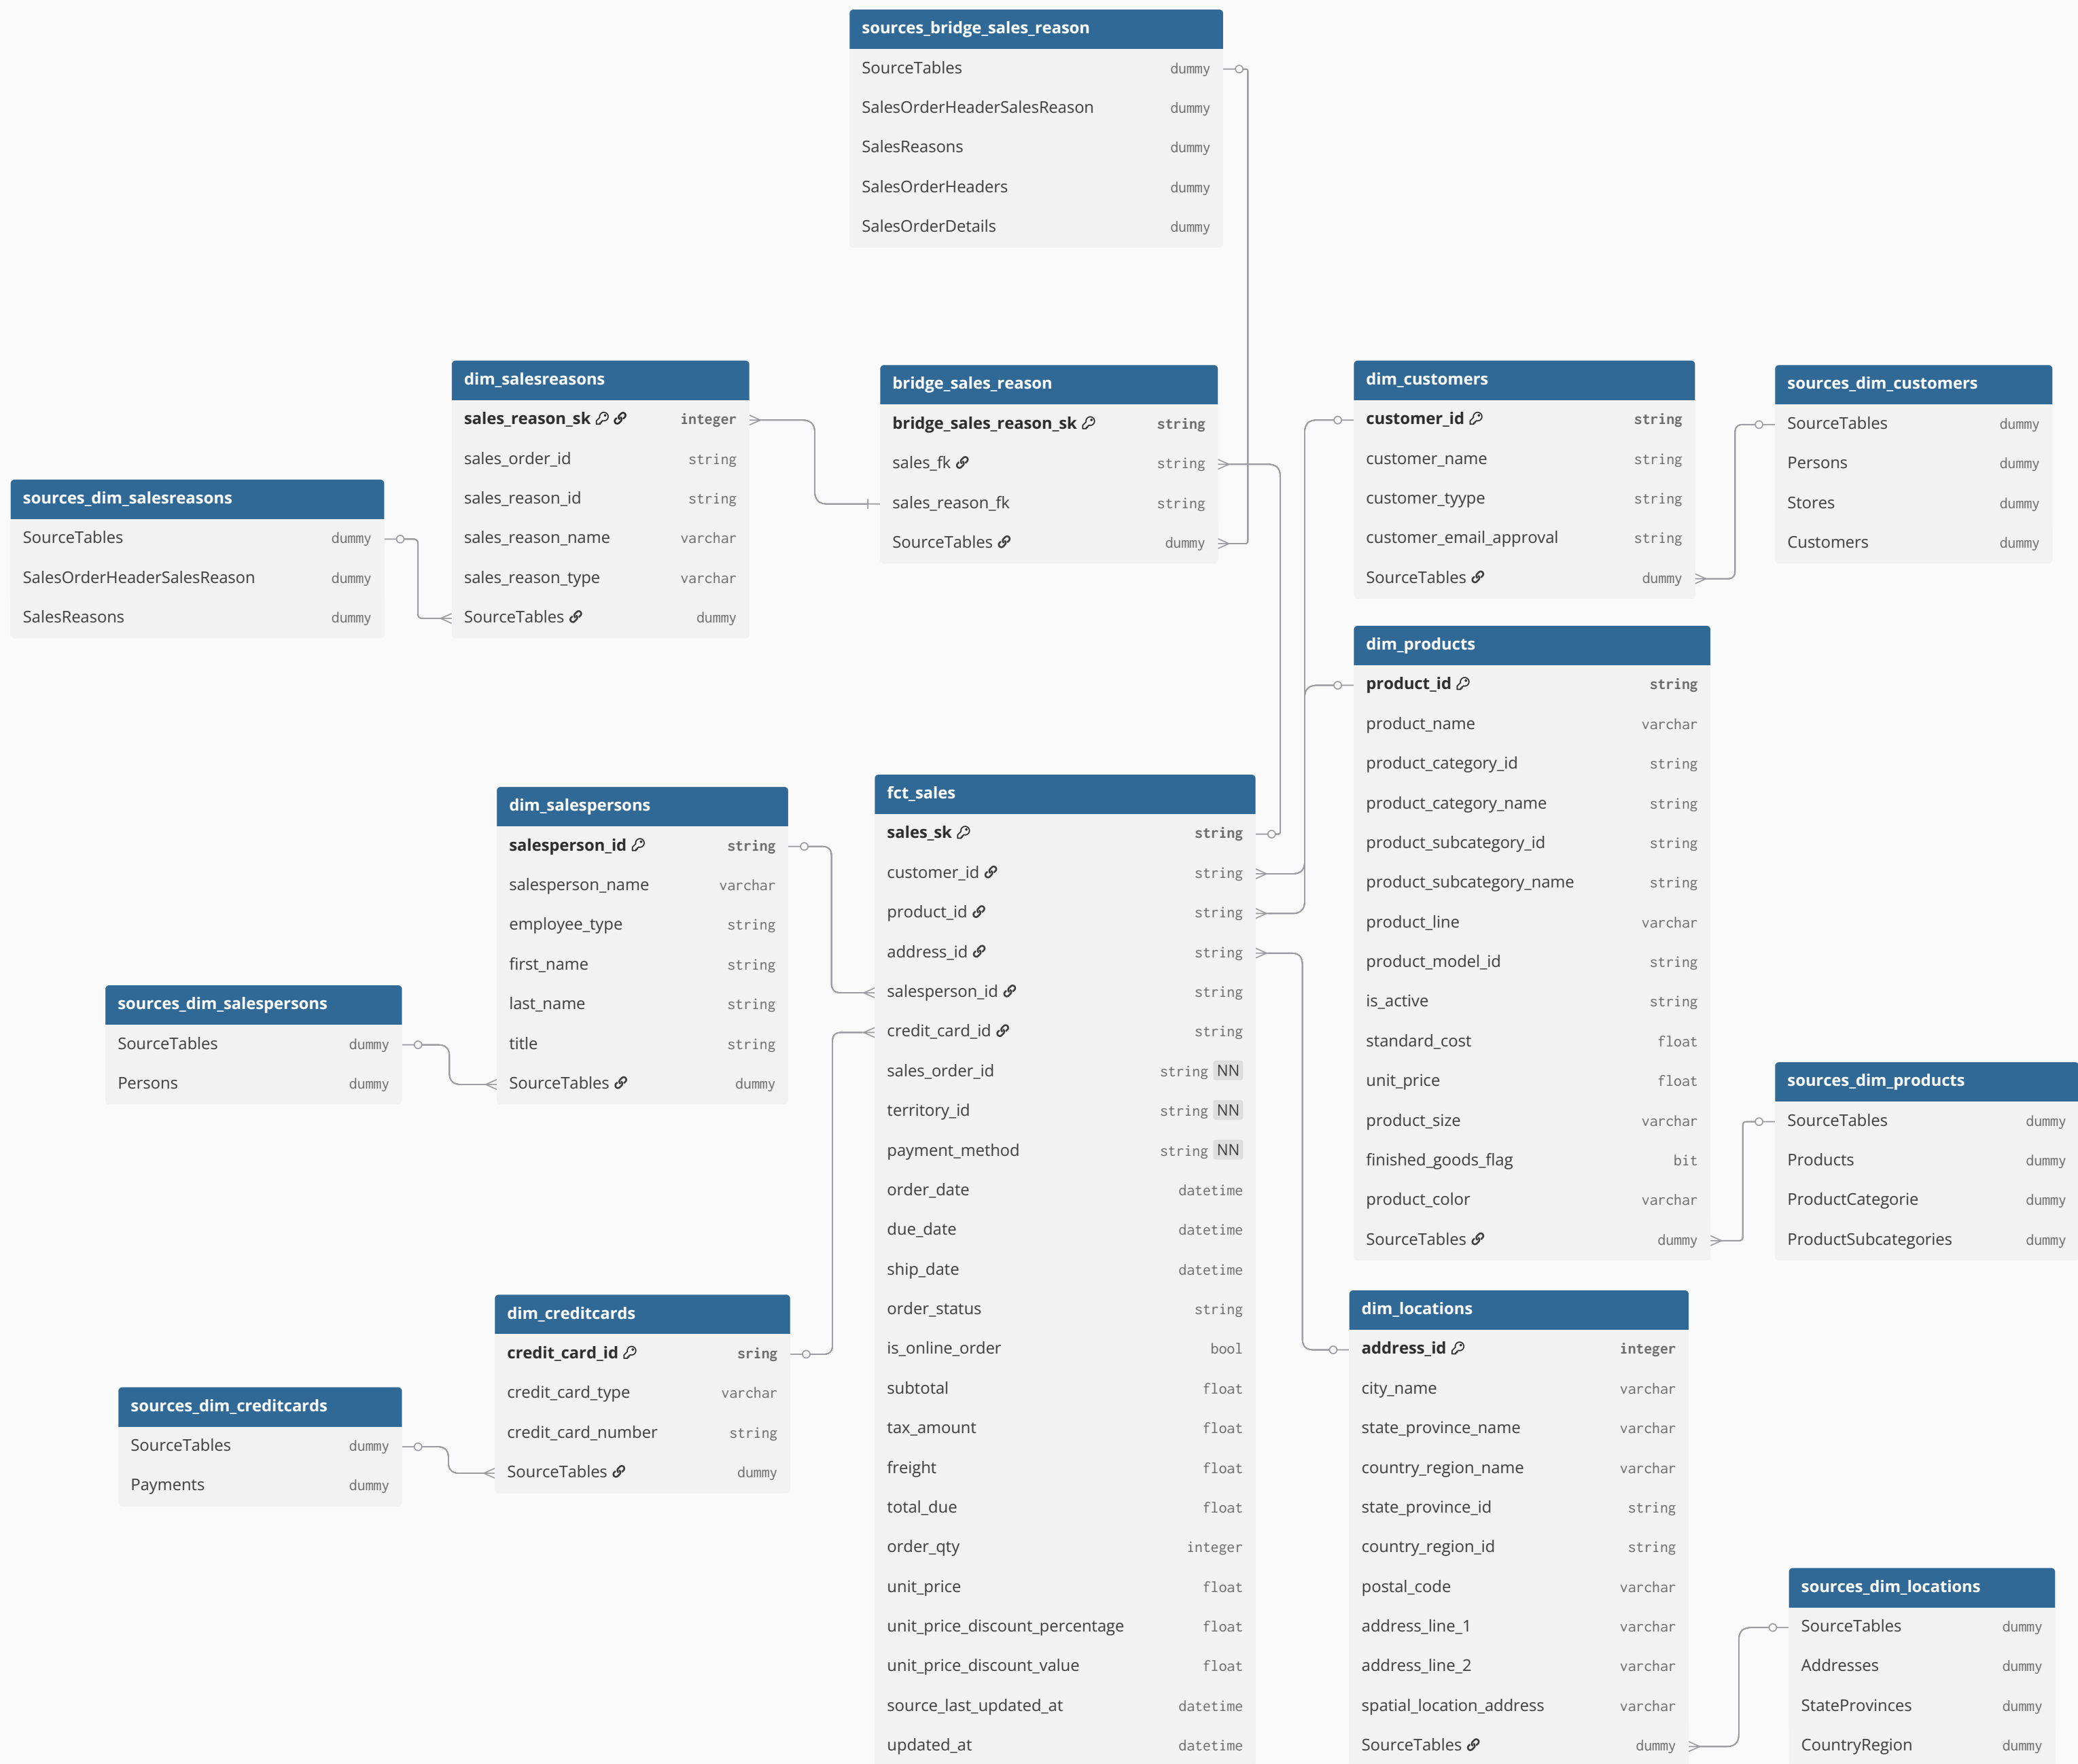 sources_bridge_sales_reason
SourceTables dummy
SalesOrderHeaderSalesReason dummy
SalesReasons dummy
SalesOrderHeaders dummy
SalesOrderDetails dummy
dim_salesreasons
sales_reason_sk integer
sales_order_id string
sales_reason_id string
sales_reason_name varchar
sales_reason_type varchar
SourceTables dummy
bridge_sales_reason
bridge_sales_reason_sk string
sales_fk string
sales_reason_fk string
SourceTables dummy
dim_customers
customer_id string
customer_name string
customer_tyype string
customer_email_approval string
SourceTables dummy
sources_dim_customers
SourceTables dummy
Persons dummy
Stores dummy
Customers dummy
sources_dim_salesreasons
SourceTables dummy
SalesOrderHeaderSalesReason dummy
SalesReasons dummy
dim_products
product_id string
product_name varchar
product_category_id string
product_category_name string
product_subcategory_id string
product_subcategory_name string
product_line varchar
product_model_id string
is_active string
standard_cost float
unit_price float
product_size varchar
finished_goods_flag bit
product_color varchar
SourceTables dummy
dim_salespersons
salesperson_id string
salesperson_name varchar
employee_type string
first_name string
last_name string
title string
SourceTables dummy
fct_sales
sales_sk string
customer_id string
product_id string
address_id string
salesperson_id string
credit_card_id string
sales_order_id string NN
territory_id string NN
payment_method string NN
order_date datetime
due_date datetime
ship_date datetime
order_status string
is_online_order bool
subtotal float
tax_amount float
freight float
total_due float
order_qty integer
unit_price float
unit_price_discount_percentage float
unit_price_discount_value float
source_last_updated_at datetime
updated_at datetime
sources_dim_salespersons
SourceTables dummy
Persons dummy
sources_dim_products
SourceTables dummy
Products dummy
ProductCategorie dummy
ProductSubcategories dummy
dim_creditcards
credit_card_id sring
credit_card_type varchar
credit_card_number string
SourceTables dummy
sources_dim_creditcards
SourceTables dummy
Payments dummy
dim_locations
address_id integer
city_name varchar
state_province_name varchar
country_region_name varchar
state_province_id string
country_region_id string
postal_code varchar
address_line_1 varchar
address_line_2 varchar
spatial_location_address varchar
SourceTables dummy
sources_dim_locations
SourceTables dummy
Addresses dummy
StateProvinces dummy
CountryRegion dummy